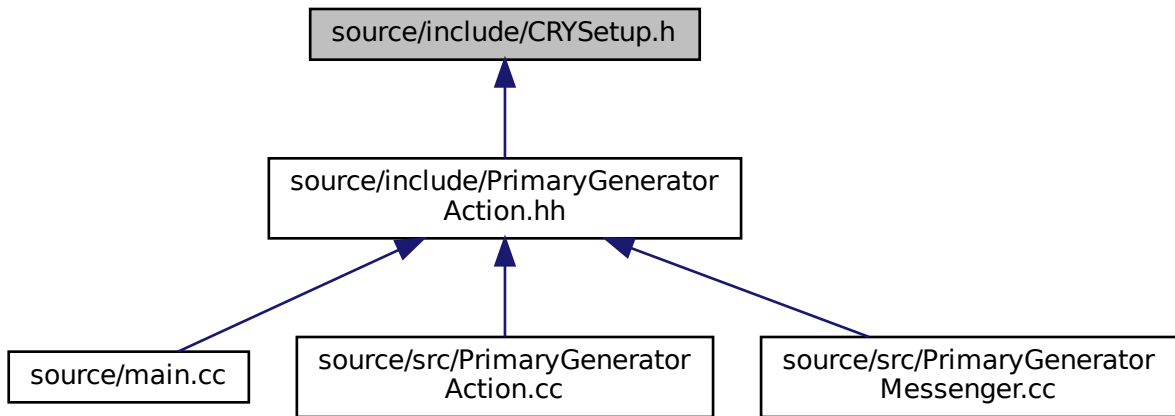 source/include/CRYSetup.h
source/include/PrimaryGenerator
Action.hh
source/main.cc
source/src/PrimaryGenerator
Action.cc
source/src/PrimaryGenerator
Messenger.cc